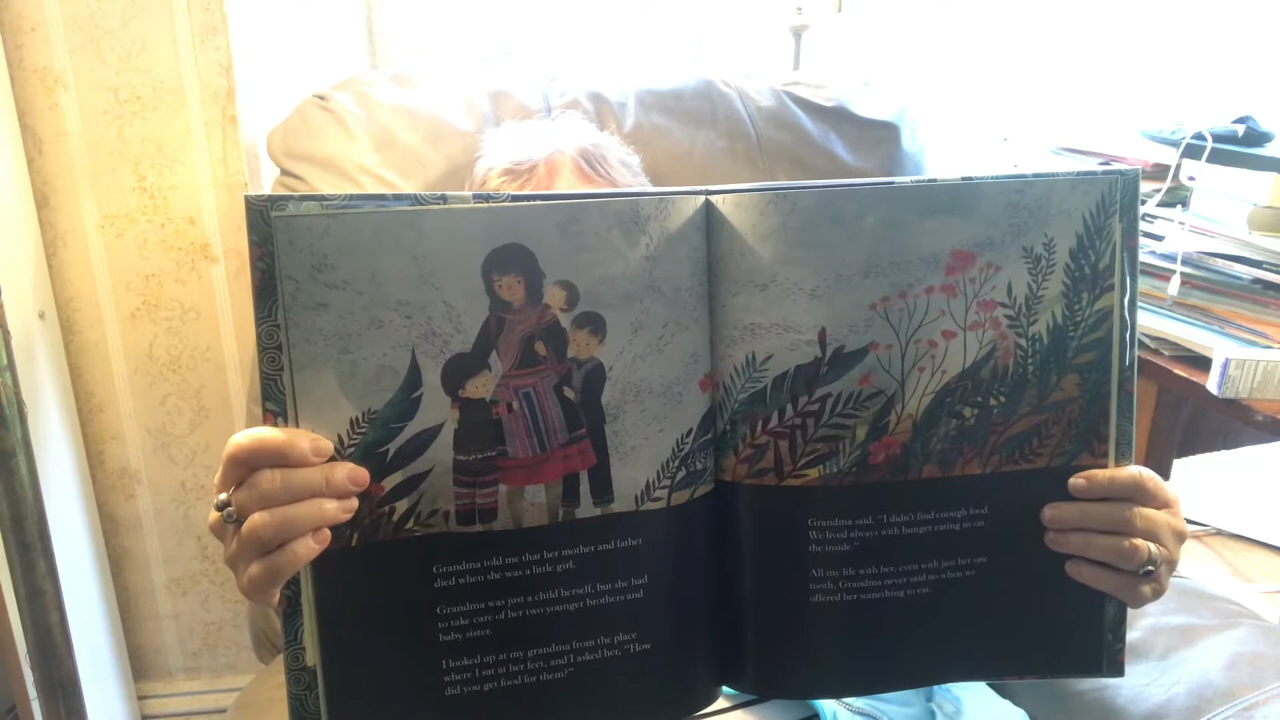 Grandma told me that her mother and father
died when she was a little girl.
Grandma was just a child herself, but she had
to take care of her two younger brothers and
baby sister.
I looked up at my grandma from the place
where I sat at her feet, and I asked her, “How
did you get food for them?”
Grandma said, “I didn’t find enough food.
We lived always with hunger eating us on
the inside.”
All my life with her, even with just her one
tooth, Grandma never said no when we
offered her something to eat.